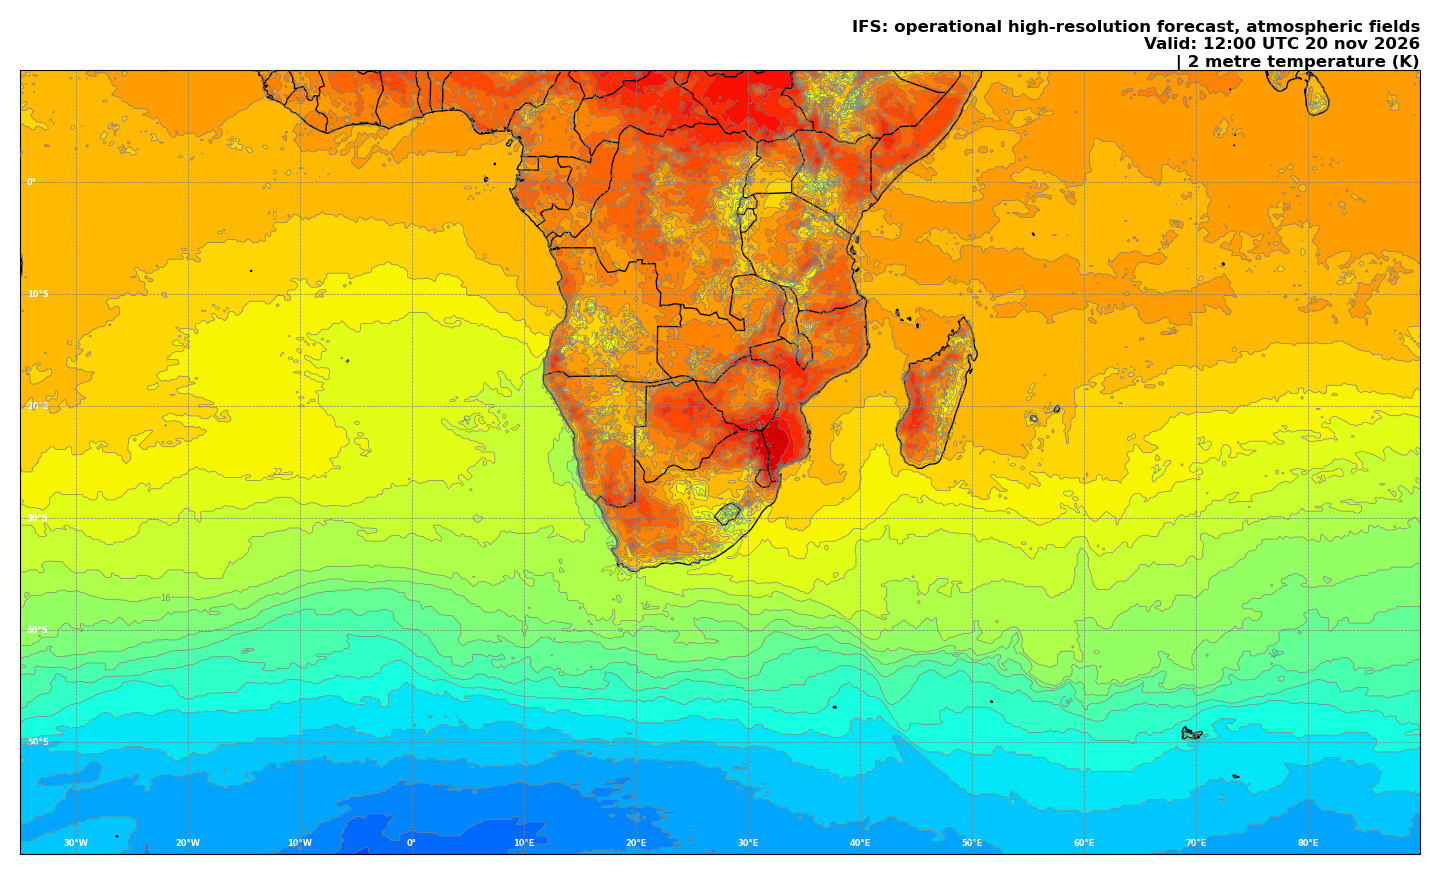 IFS: operational high-resolution forecast, atmospheric fields
Valid: 12:00 UTC 20 nov 2026
| 2 metre temperature (K)
0°
10°S
20°S
22
30°S
16
16
40°S
50°S
30°W
20°W
10°W
0°
10°E
20°E
30°E
40°E
50°E
60°E
70°E
80°E